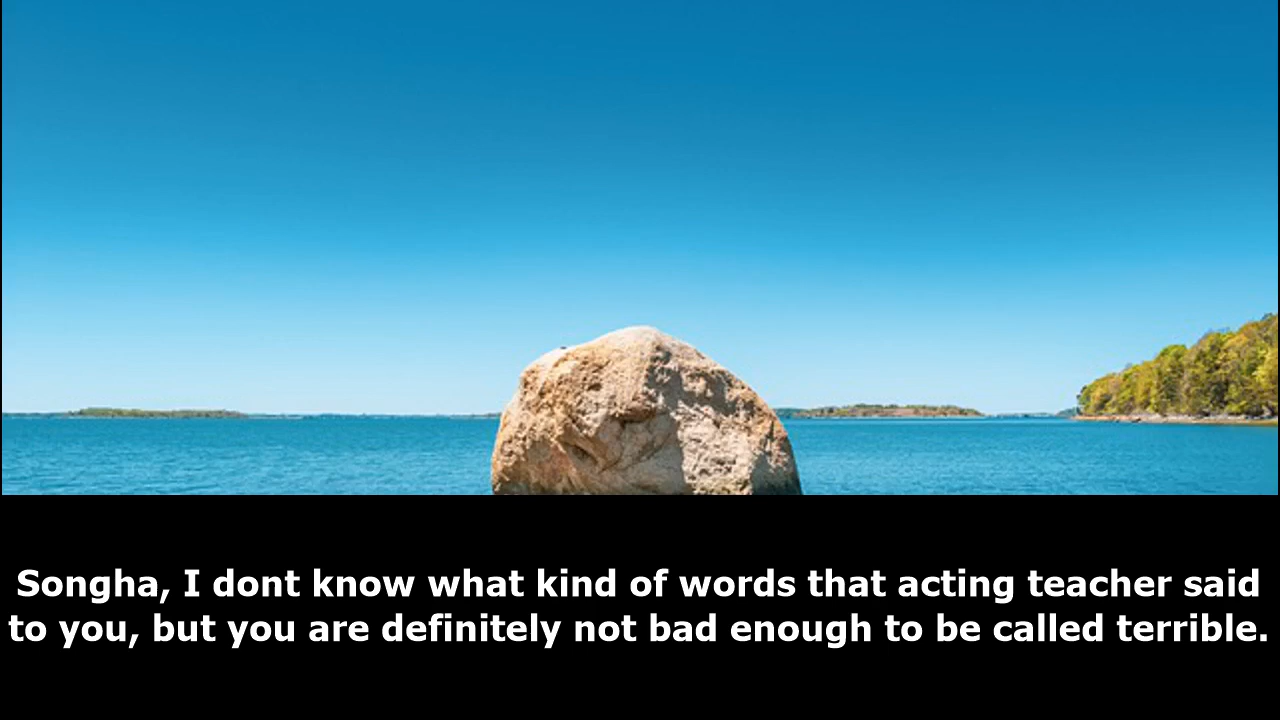 Songha, I dont know what kind of words that acting teacher said
to you, but you are definitely not bad enough to be called terrible.